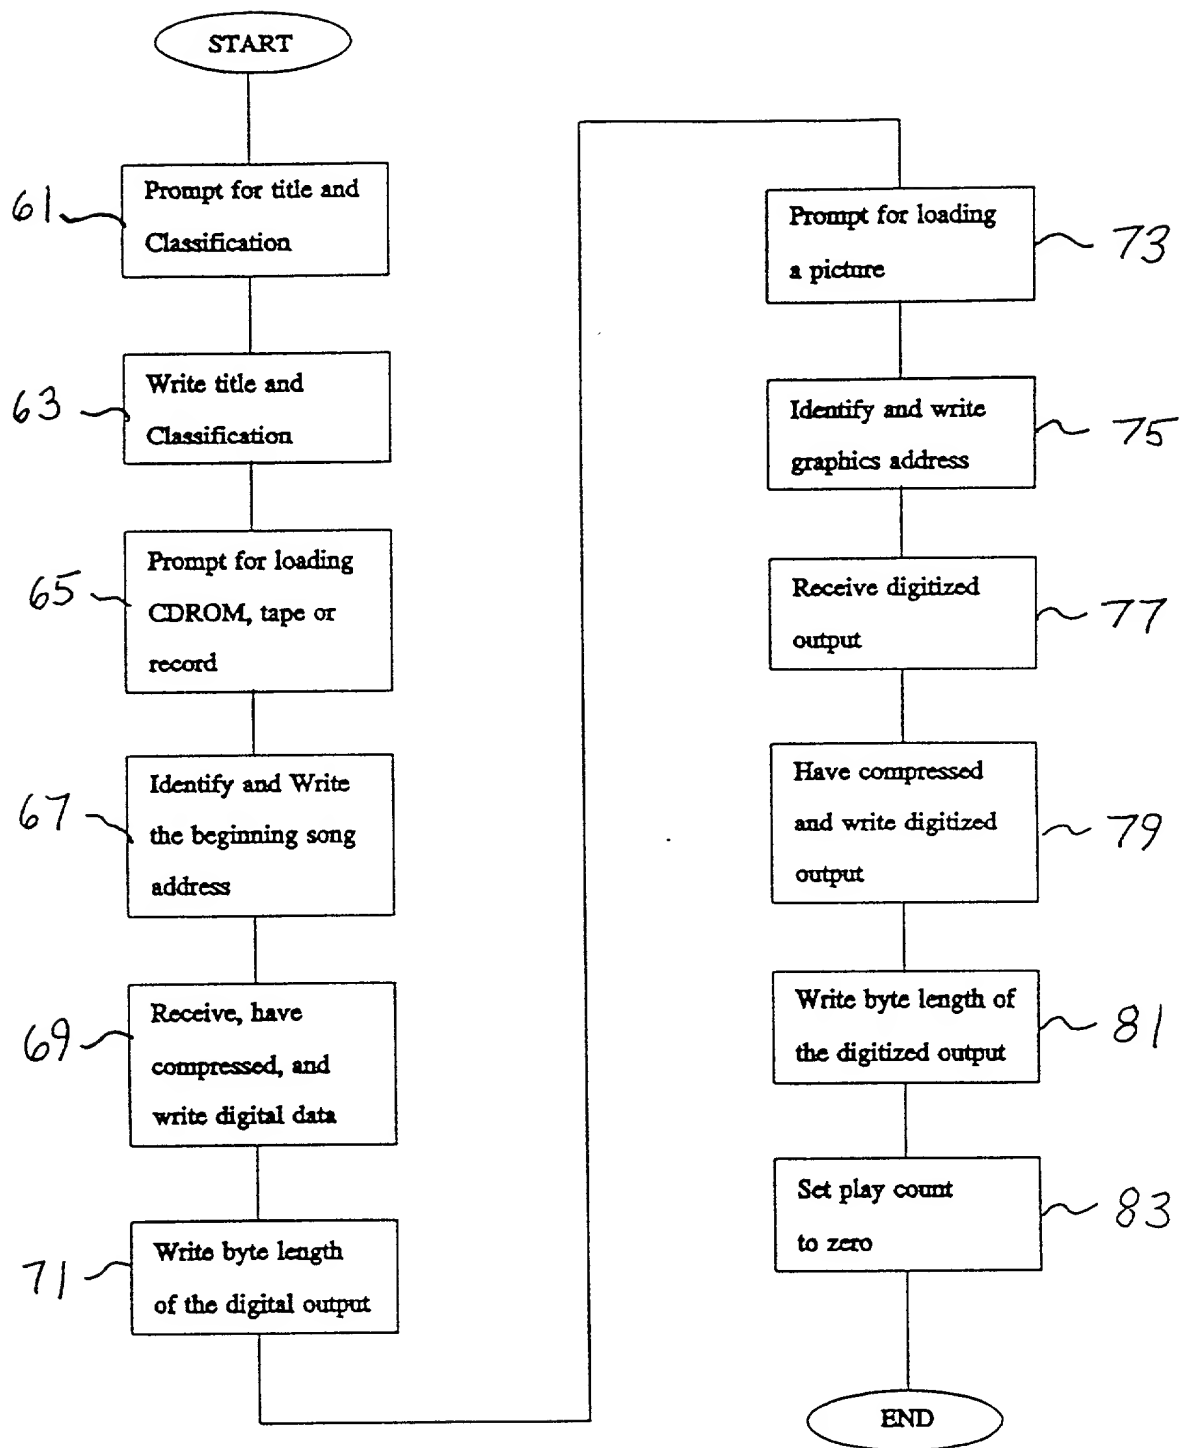 START
61
Prompt for title and
Classification
63
Write title and
Classification
65
Prompt for loading
CDROM, tape or
record
67
Identify and Write
the beginning song
address
69
Receive, have
compressed, and
write digital data
71
Write byte length
of the digital output
Prompt for loading
a picture
73
Identify and write
graphics address
75
Receive digitized
output
77
Have compressed
and write digitized
output
79
Write byte length of
the digitized output
81
Set play count
to zero
83
END